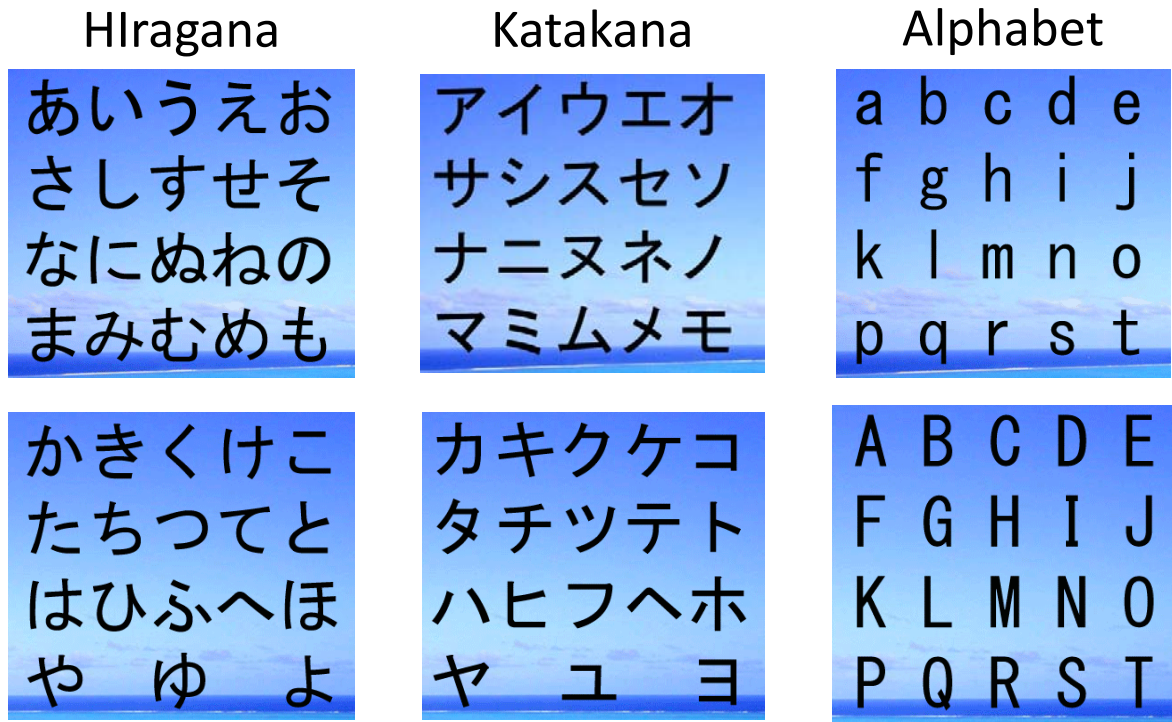 HIragana
あいうえお
さしすせそ
なにぬねの
まみむめも
かきくけこ
たちつてと
はひふへほ
や ゆ よ
Katakana
アイウエオ
サシスセソ
ナニヌネノ
マミムメモ
カキクケコ
タチツテト
ハヒフヘホ
ヤ ユ ヨ
Alphabet
a b c d e
f g h i j
k l m n o
p q r s t
A B C D E
F G H I J
K L M N O
P Q R S T